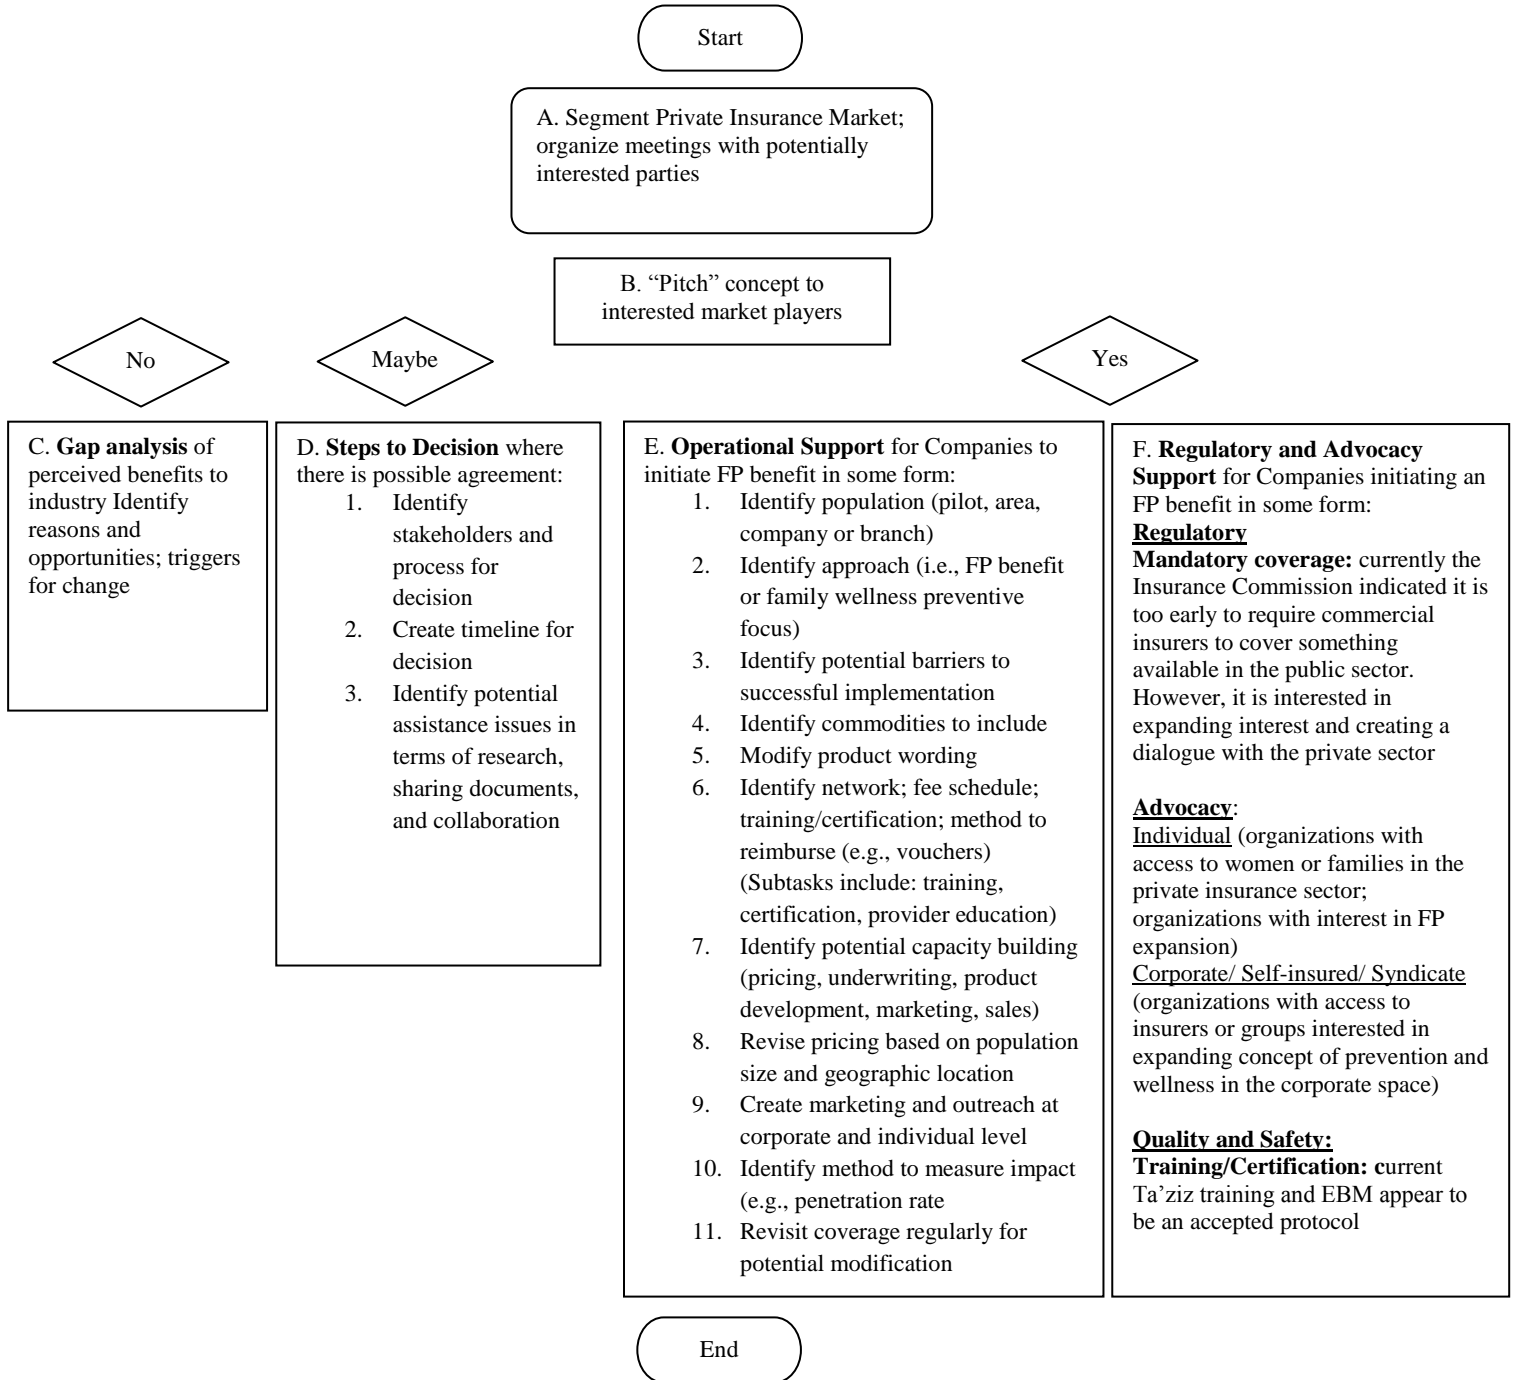 Start
A. Segment Private Insurance Market;
organize meetings with potentially
interested parties
B. “Pitch” concept to
interested market players
No
Maybe
Yes
C. Gap analysis of
perceived benefits to
industry Identify
reasons and
opportunities; triggers
for change
D. Steps to Decision where
there is possible agreement:
1. Identify
stakeholders and
process for
decision
2. Create timeline for
decision
3. Identify potential
assistance issues in
terms of research,
sharing documents,
and collaboration
E. Operational Support for Companies to
initiate FP benefit in some form:
1. Identify population (pilot, area,
company or branch)
2. Identify approach (i.e., FP benefit
or family wellness preventive
focus)
3. Identify potential barriers to
successful implementation
4. Identify commodities to include
5. Modify product wording
6. Identify network; fee schedule;
training/certification; method to
reimburse (e.g., vouchers)
(Subtasks include: training,
certification, provider education)
7. Identify potential capacity building
(pricing, underwriting, product
development, marketing, sales)
8. Revise pricing based on population
size and geographic location
9. Create marketing and outreach at
corporate and individual level
10. Identify method to measure impact
(e.g., penetration rate
11. Revisit coverage regularly for
potential modification
F. Regulatory and Advocacy
Support for Companies initiating an
FP benefit in some form:
Regulatory
Mandatory coverage: currently the
Insurance Commission indicated it is
too early to require commercial
insurers to cover something
available in the public sector.
However, it is interested in
expanding interest and creating a
dialogue with the private sector
Advocacy:
Individual (organizations with
access to women or families in the
private insurance sector;
organizations with interest in FP
expansion)
Corporate/ Self-insured/ Syndicate
(organizations with access to
insurers or groups interested in
expanding concept of prevention and
wellness in the corporate space)
Quality and Safety:
Training/Certification: current
Ta’ziz training and EBM appear to
be an accepted protocol
End